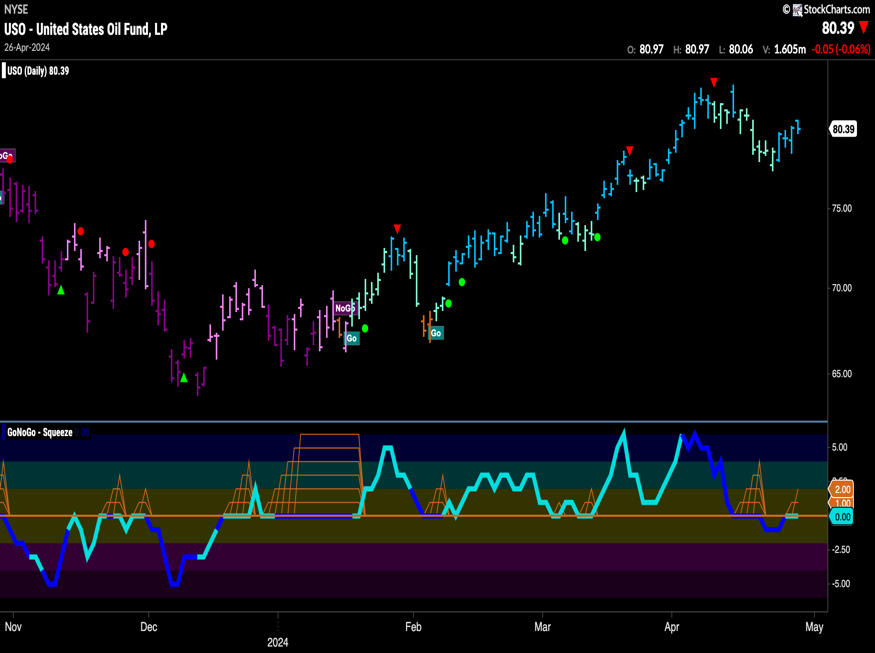 NYSE
© StockCharts.com
USO - United States Oil Fund, LP
80.39
26-Apr-2024
O: 80.97 H: 80.97 L: 80.06 V: 1.605m -0.05 (-0.06%)
USO (Daily) 80.39
80.39
75.00
NoGo
Go
Go
70.00
65.00
GoNoGo - Squeeze
5.00
2.00
1.00
0.00
-2.50
-5.00
Nov Dec Feb Mar Apr May
2024